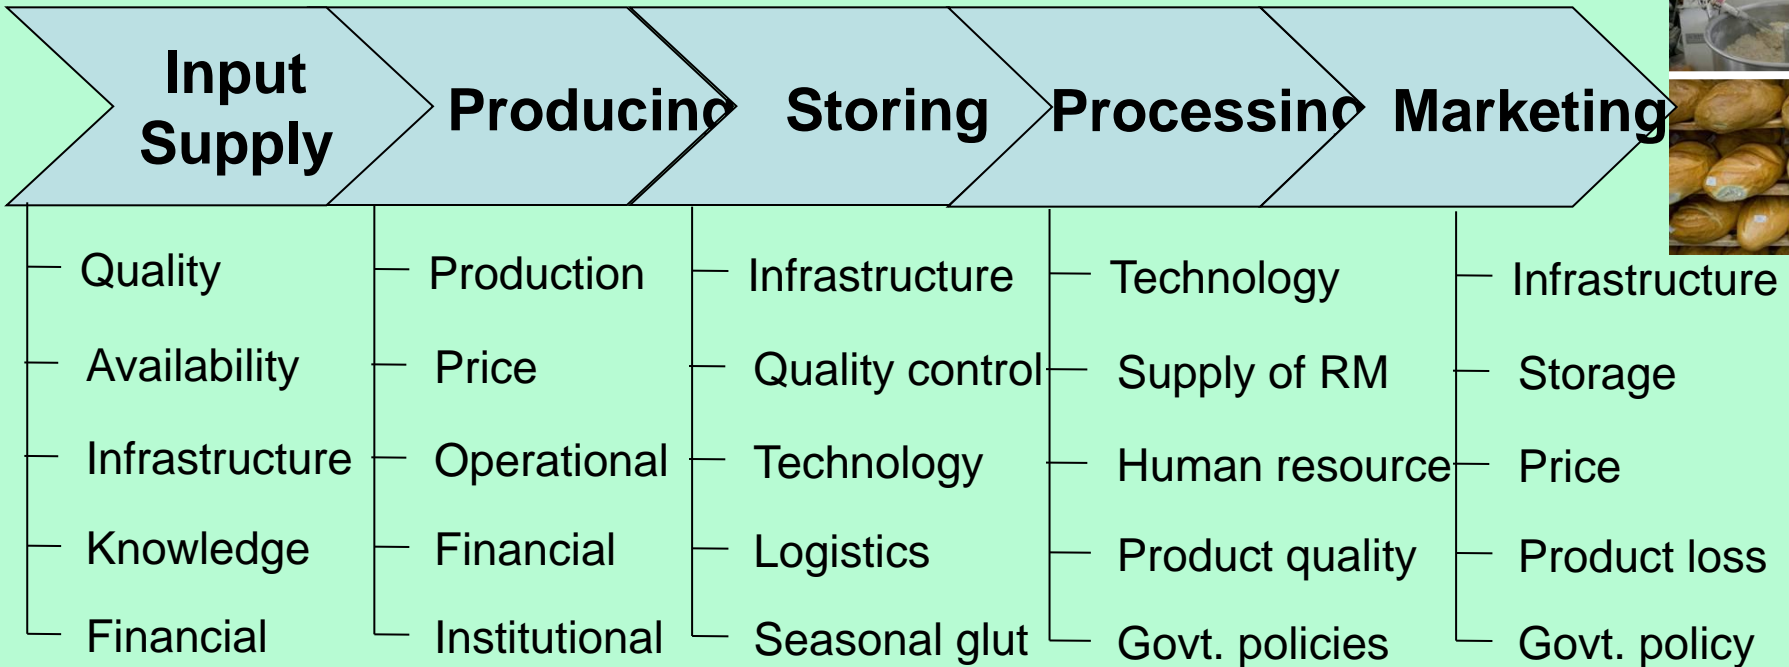 Input
Supply
Producing
Storing
Processing
Marketing
Quality
Availability
Infrastructure
Knowledge
Financial
Production
Price
Operational
Financial
Institutional
Infrastructure
Quality control
Technology
Logistics
Seasonal glut
Technology
Supply of RM
Human resource
Product quality
Govt. policies
Infrastructure
Storage
Price
Product loss
Govt. policy